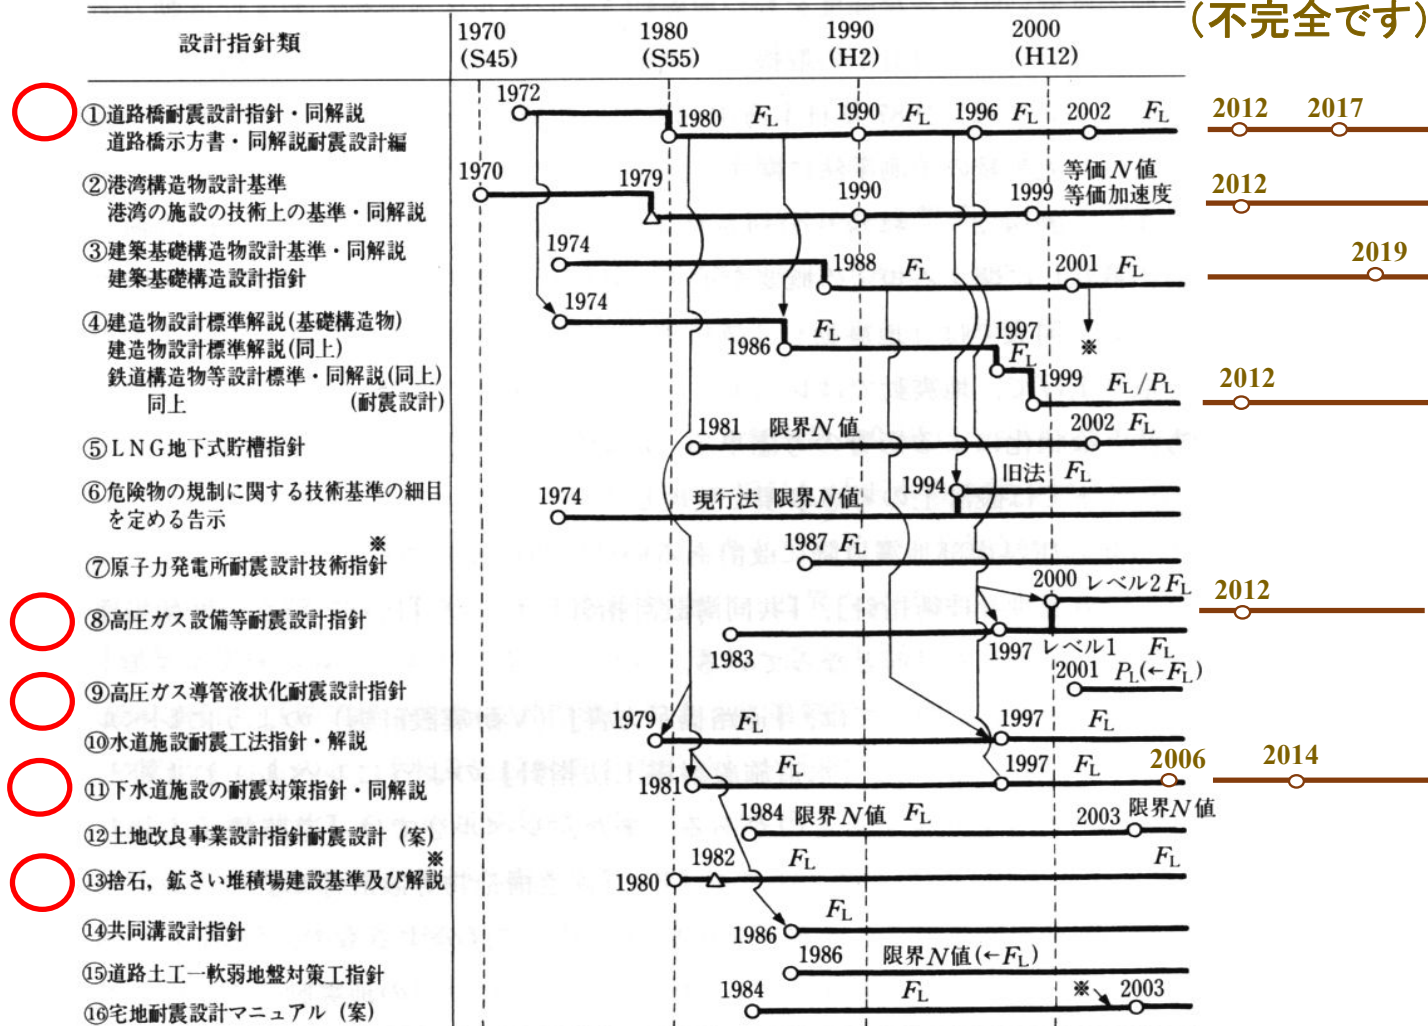 (不完全です)
設計指針類
1970
(S45)
1980
(S55)
1990
(H2)
2000
(H12)
①道路橋耐震設計指針・同解説
道路橋示方書・同解説耐震設計編
1972
1980 FL 1990 FL 1996 FL 2002 FL
2012 2017
②港湾構造物設計基準
港湾の施設の技術上の基準・同解説
1970
1979
1990
1999
等価N値
等価加速度
2012
③建築基礎構造物設計基準・同解説
建築基礎構造設計指針
1974
1988 FL 2001 FL
※
2019
④建造物設計標準解説(基礎構造物)
建造物設計標準解説(同上)
鉄道構造物等設計標準・同解説(同上)
同上 (耐震設計)
1974
1986 FL
1997
FL
1999 FL/PL
2012
⑤LNG地下式貯槽指針
1981 限界N値
2002 FL
⑥危険物の規制に関する技術基準の細目
を定める告示
1974
現行法 限界N値
1994 旧法 FL
※
⑦原子力発電所耐震設計技術指針
1987 FL
⑧高圧ガス設備等耐震設計指針
1983
2000 レベル2FL
1997 レベル1 FL
2012
⑨高圧ガス導管液状化耐震設計指針
2001 PL(←FL)
⑩水道施設耐震工法指針・解説
1979 FL
1997 FL
⑪下水道施設の耐震対策指針・同解説
1981 FL
1997 FL
2006 2014
⑫土地改良事業設計指針耐震設計(案)
1984 限界N値 FL
2003 限界N値
※
⑬捨石,鉱さい堆積場建設基準及び解説
1980 1982 FL
FL
⑭共同溝設計指針
1986 FL
⑮道路土工―軟弱地盤対策工指針
1986 限界N値(←FL)
⑯宅地耐震設計マニュアル(案)
1984 FL
※ 2003